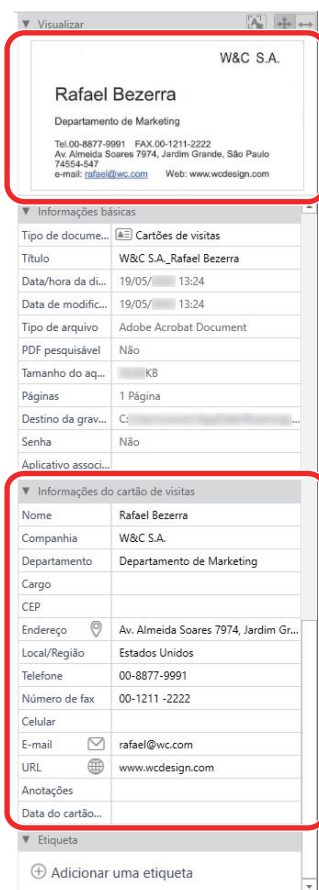 Visualizar
W&C S.A.
Rafael Bezerra
Departamento de Marketing
Tel.00-8877-9991 FAX.00-1211-2222
Av. Almeida Soares 7974, Jardim Grande, São Paulo
74554-547
e-mail: rafael@wc.com Web: www.wcdesign.com
Informações básicas
Tipo de docume... Cartões de visitas
Título W&C S.A._Rafael Bezerra
Data/hora da di... 19/05/ 13:24
Data de modific... 19/05/ 13:24
Tipo de arquivo Adobe Acrobat Document
PDF pesquisável Não
Tamanho do aq... KB
Páginas 1 Página
Destino da grav... C: ...
Senha Não
Aplicativo associ...
Informações do cartão de visitas
Nome Rafael Bezerra
Companhia W&C S.A.
Departamento Departamento de Marketing
Cargo
CEP
Endereço Av. Almeida Soares 7974, Jardim Gr...
Local/Região Estados Unidos
Telefone 00-8877-9991
Número de fax 00-1211 -2222
Celular
E-mail rafael@wc.com
URL www.wcdesign.com
Anotações
Data do cartão...
Etiqueta
Adicionar uma etiqueta